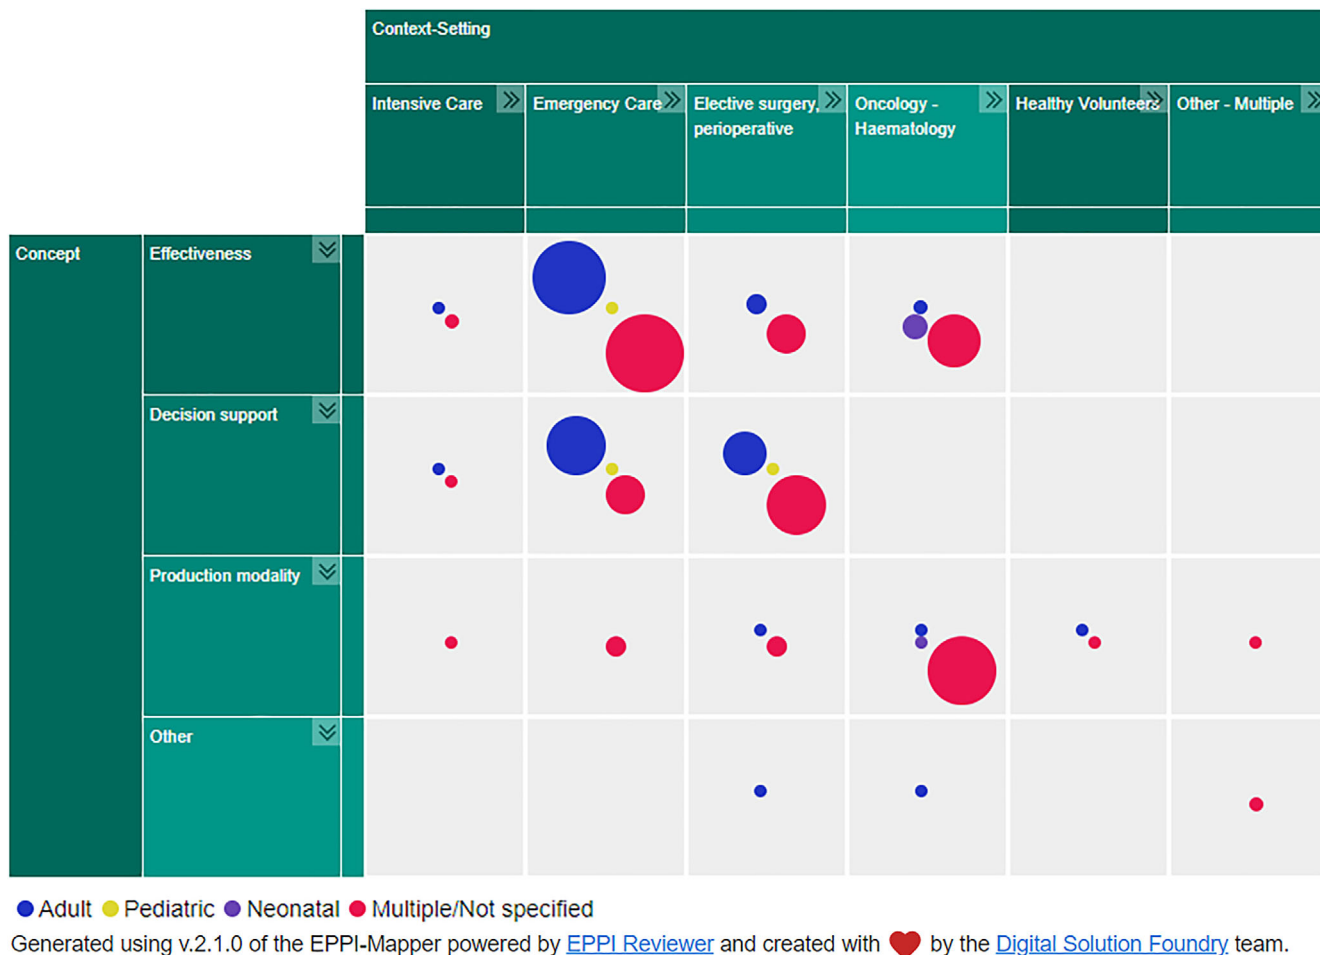 Context-Setting
Intensive Care
Emergency Care
Elective surgery,
perioperative
Oncology -
Haematology
Healthy Volunteers
Other - Multiple
Concept
Effectiveness
Decision support
Production modality
Other
Adult Pediatric Neonatal Multiple/Not specified
Generated using v.2.1.0 of the EPPI-Mapper powered by EPPI Reviewer and created with ❤ by the Digital Solution Foundry team.